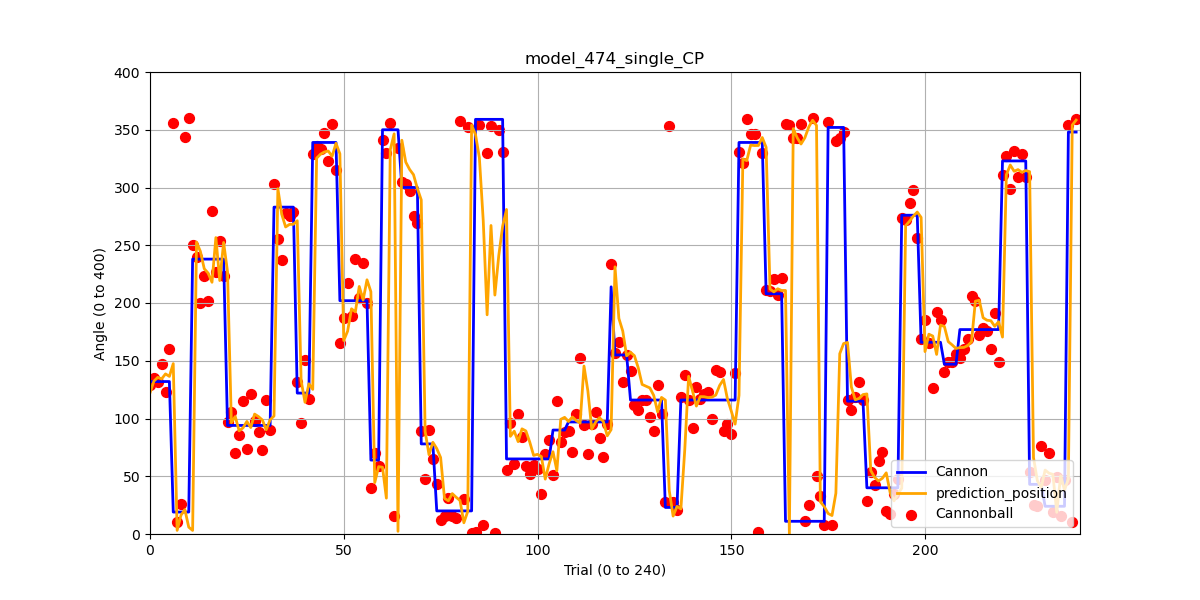 model_474_single_CP
400
350
300
250
200
150
100
50
0
Angle (0 to 400)
0 50 100 150 200
Trial (0 to 240)
Cannon
prediction_position
Cannonball